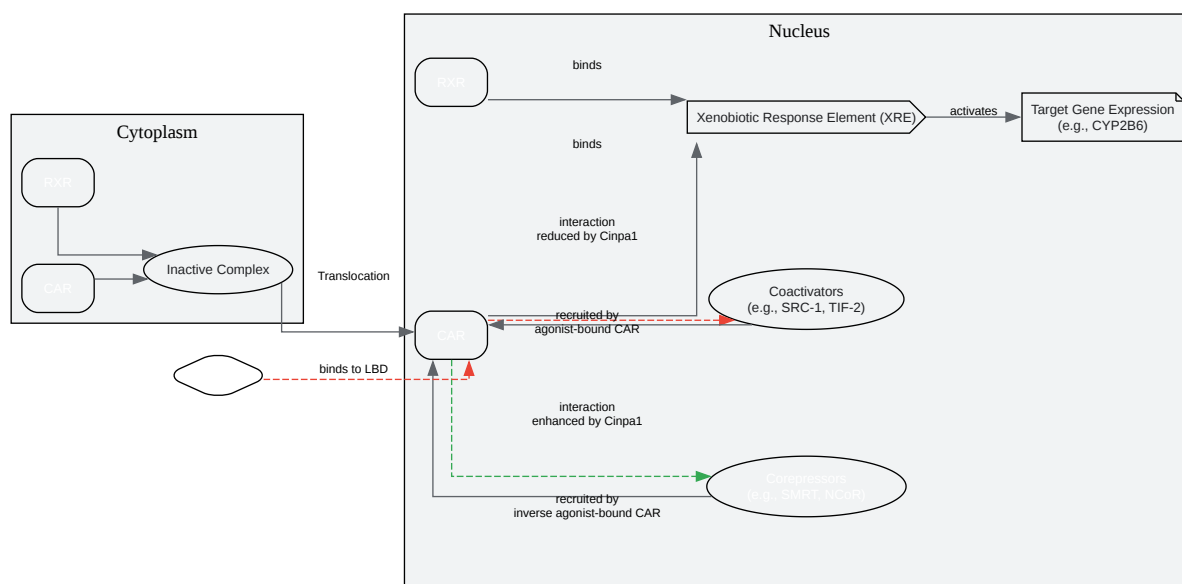 Nucleus
RXR
binds
Xenobiotic Response Element (XRE)
activates
Target Gene Expression
(e.g., CYP2B6)
Cytoplasm
RXR
binds
CAR
Inactive Complex
Translocation
interaction
reduced by Cinpa1
Coactivators
(e.g., SRC-1, TIF-2)
recruited by
agonist-bound CAR
CAR
binds to LBD
interaction
enhanced by Cinpa1
Corepressors
(e.g., SMRT, NCoR)
recruited by
inverse agonist-bound CAR